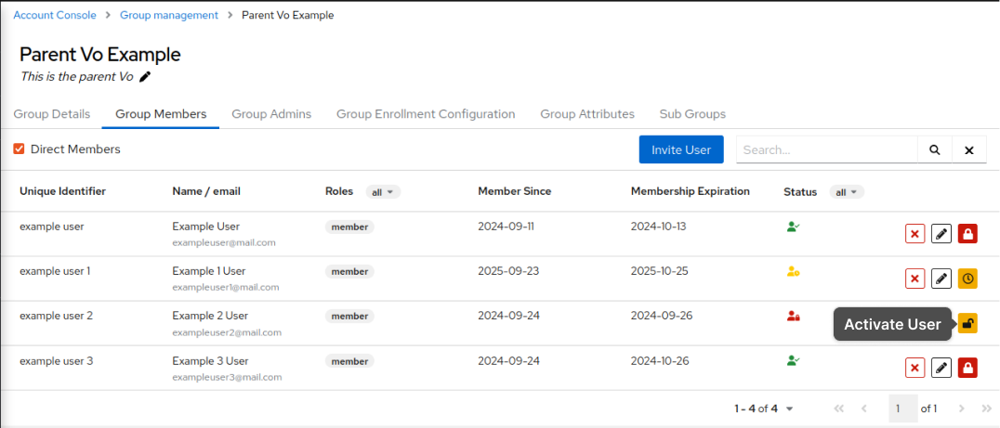 Account Console > Group management > Parent Vo Example
Parent Vo Example
This is the parent Vo
Group Details Group Members Group Admins Group Enrollment Configuration Group Attributes Sub Groups
Direct Members Invite User Search...
Unique Identifier Name / email Roles all Member Since Membership Expiration Status all
example user Example User member 2024-09-11 2024-10-13
exampleuser@mail.com
example user 1 Example 1 User member 2025-09-23 2025-10-25
exampleuser1@mail.com
example user 2 Example 2 User member 2024-09-24 2024-09-26 Activate User
exampleuser2@mail.com
example user 3 Example 3 User member 2024-09-24 2024-10-26
exampleuser3@mail.com
1 - 4 of 4 1 of 1